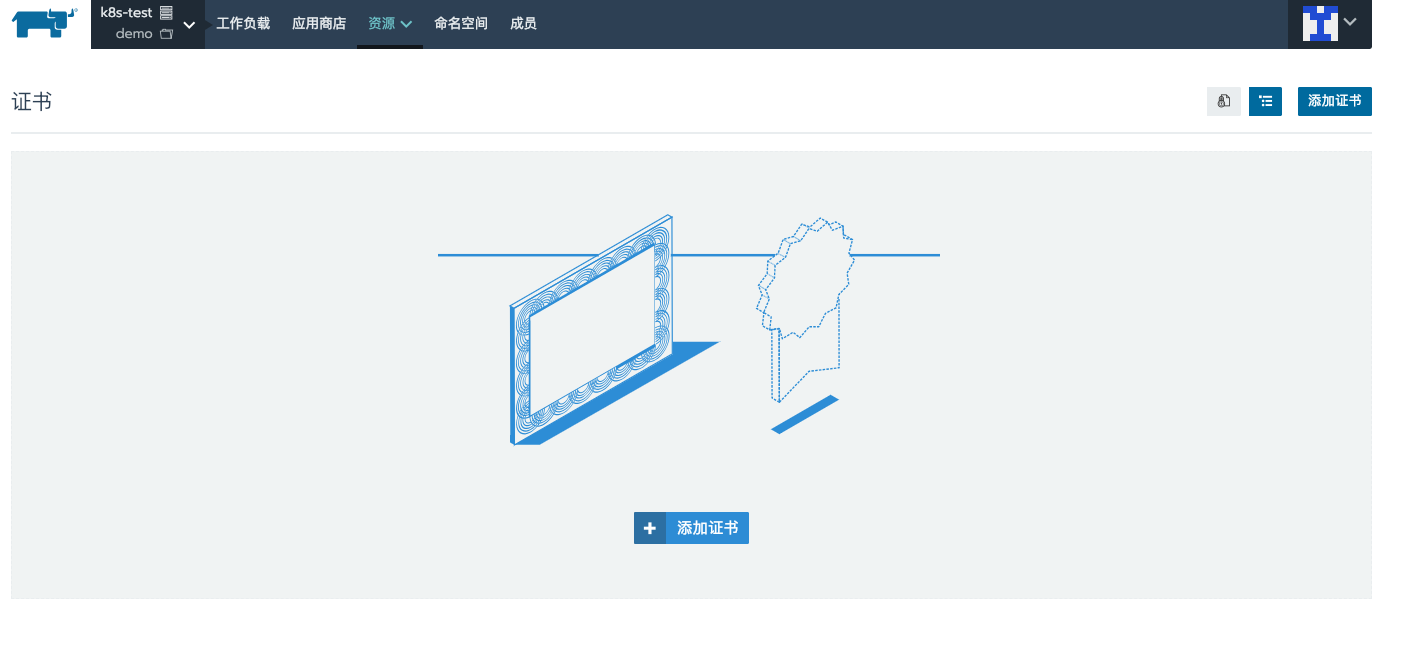 k8s-test
demo
工作负载 应用商店 资源 命名空间 成员
证书
添加证书
添加证书